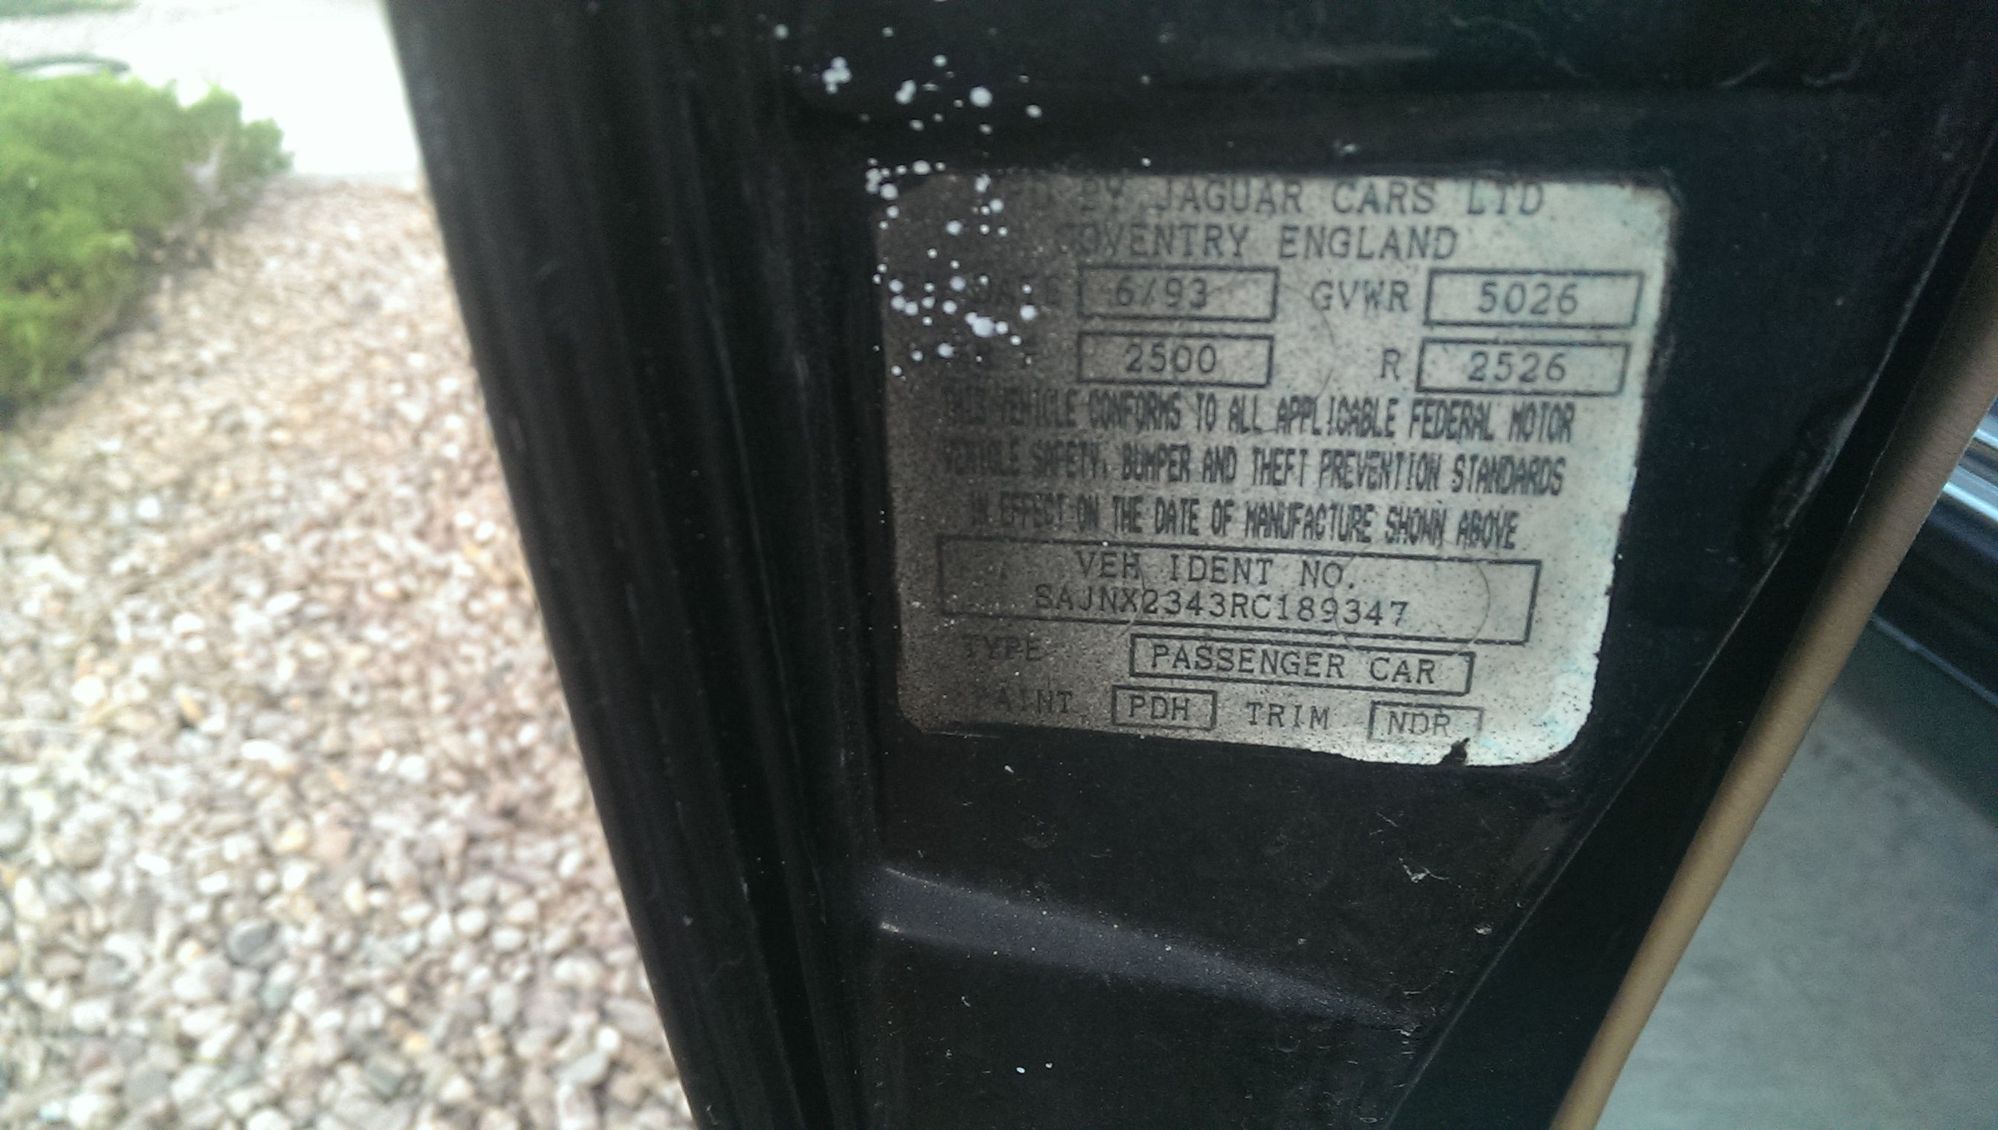 BY JAGUAR CARS LTD
COVENTRY ENGLAND
DATE 6/93 GVWR 5026
2500 R 2526
THIS VEHICLE CONFORMS TO ALL APPLICABLE FEDERAL MOTOR
VEHICLE SAFETY, BUMPER AND THEFT PREVENTION STANDARDS
IN EFFECT ON THE DATE OF MANUFACTURE SHOWN ABOVE
VEH IDENT NO.
SAJNX2343RC189347
TYPE PASSENGER CAR
PAINT PDH TRIM NDR